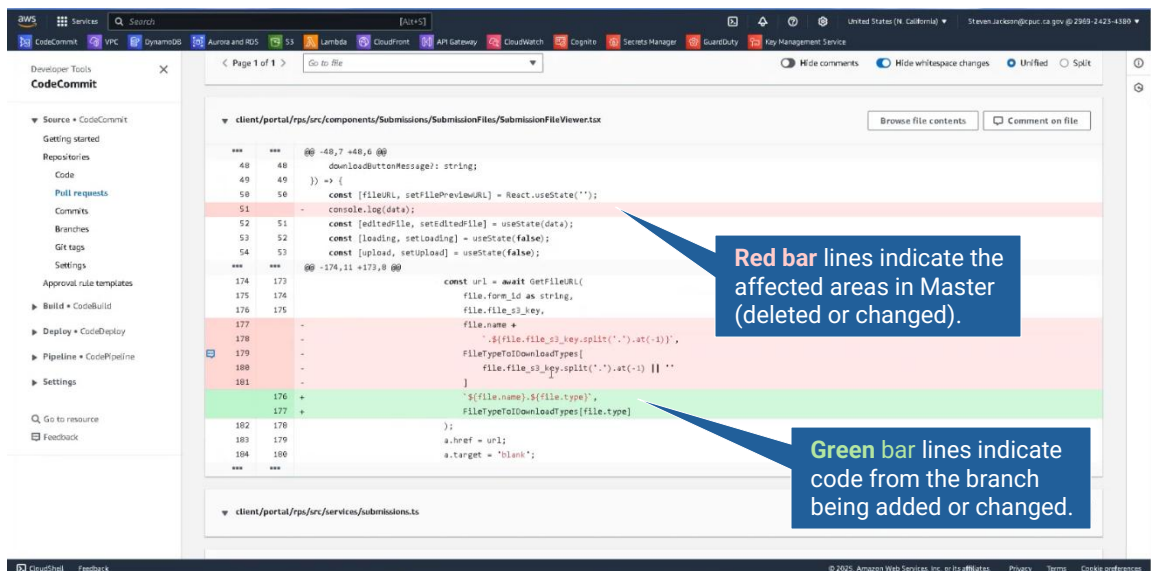 aws Services Search [Alt+S] United States (N. California) ▼ Steven.Jackson@cpuc.ca.gov @ 2969-2423-4380 ▼
CodeCommit VPC DynamoDB Aurora and RDS S3 Lambda CloudFront API Gateway CloudWatch Cognito Secrets Manager GuardDuty Key Management Service
Developer Tools
CodeCommit
▼ Source • CodeCommit
Getting started
Repositories
Code
Pull requests
Commits
Branches
Git tags
Settings
Approval rule templates
▶ Build • CodeBuild
▶ Deploy • CodeDeploy
▶ Pipeline • CodePipeline
▶ Settings
Go to resource
Feedback
< Page 1 of 1 > Go to file ▼ Hide comments Hide whitespace changes Unified Split
▼ client/portal/rps/src/components/Submissions/SubmissionFiles/SubmissionFileViewer.tsx Browse file contents Comment on file
*** *** @@ -48,7 +48,6 @@
48 48 downloadButtonMessage?: string;
49 49 }) => {
50 50 const [fileURL, setFilePreviewURL] = React.useState('');
51 - console.log(data);
52 51 const [editedFile, setEditedFile] = useState(data);
53 52 const [loading, setLoading] = useState(false);
54 53 const [upload, setUpload] = useState(false);
*** *** @@ -174,11 +173,8 @@
174 173 const url = await GetFileURL(
175 174 file.form_id as string,
176 175 file.file_s3_key,
177 - file.name +
178 - `.${file.file_s3_key.split('.').at(-1)}`,
179 - FileTypeToIDownloadTypes[
180 - file.file_s3_key.split('.').at(-1) || ''
181 - ]
176 + `${file.name}.${file.type}`,
177 + FileTypeToIDownloadTypes[file.type]
182 178 );
183 179 a.href = url;
184 180 a.target = 'blank';
*** ***
Red bar lines indicate the
affected areas in Master
(deleted or changed).
Green bar lines indicate
code from the branch
being added or changed.
▼ client/portal/rps/src/services/submissions.ts
CloudShell Feedback © 2025, Amazon Web Services, Inc. or its affiliates. Privacy Terms Cookie preferences